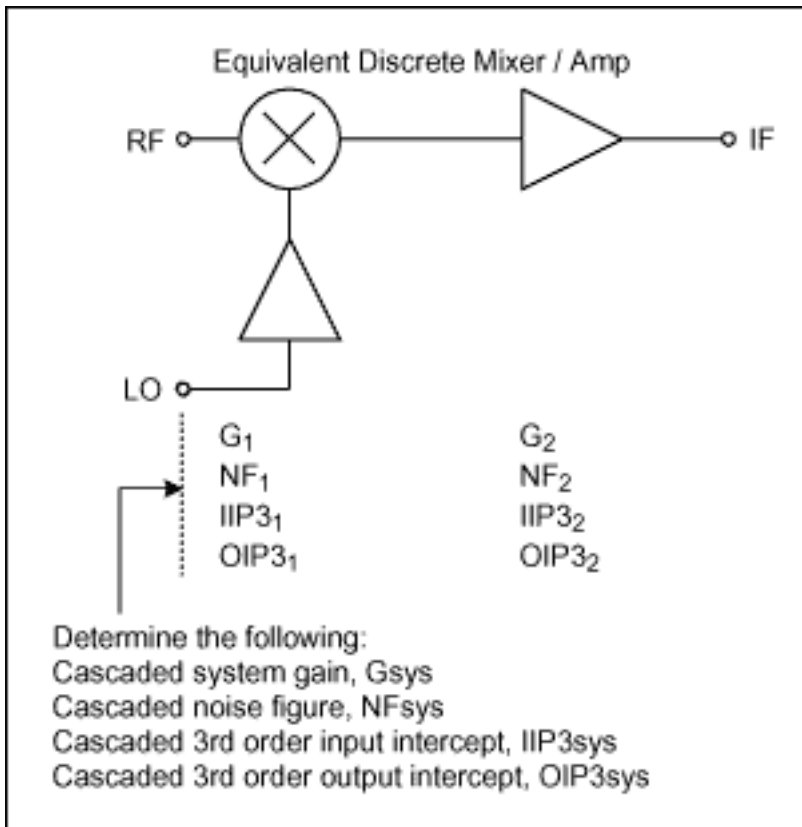 Equivalent Discrete Mixer / Amp
RF
IF
LO
G1 G2
NF1 NF2
IIP31 IIP32
OIP31 OIP32
Determine the following:
Cascaded system gain, Gsys
Cascaded noise figure, NFsys
Cascaded 3rd order input intercept, IIP3sys
Cascaded 3rd order output intercept, OIP3sys